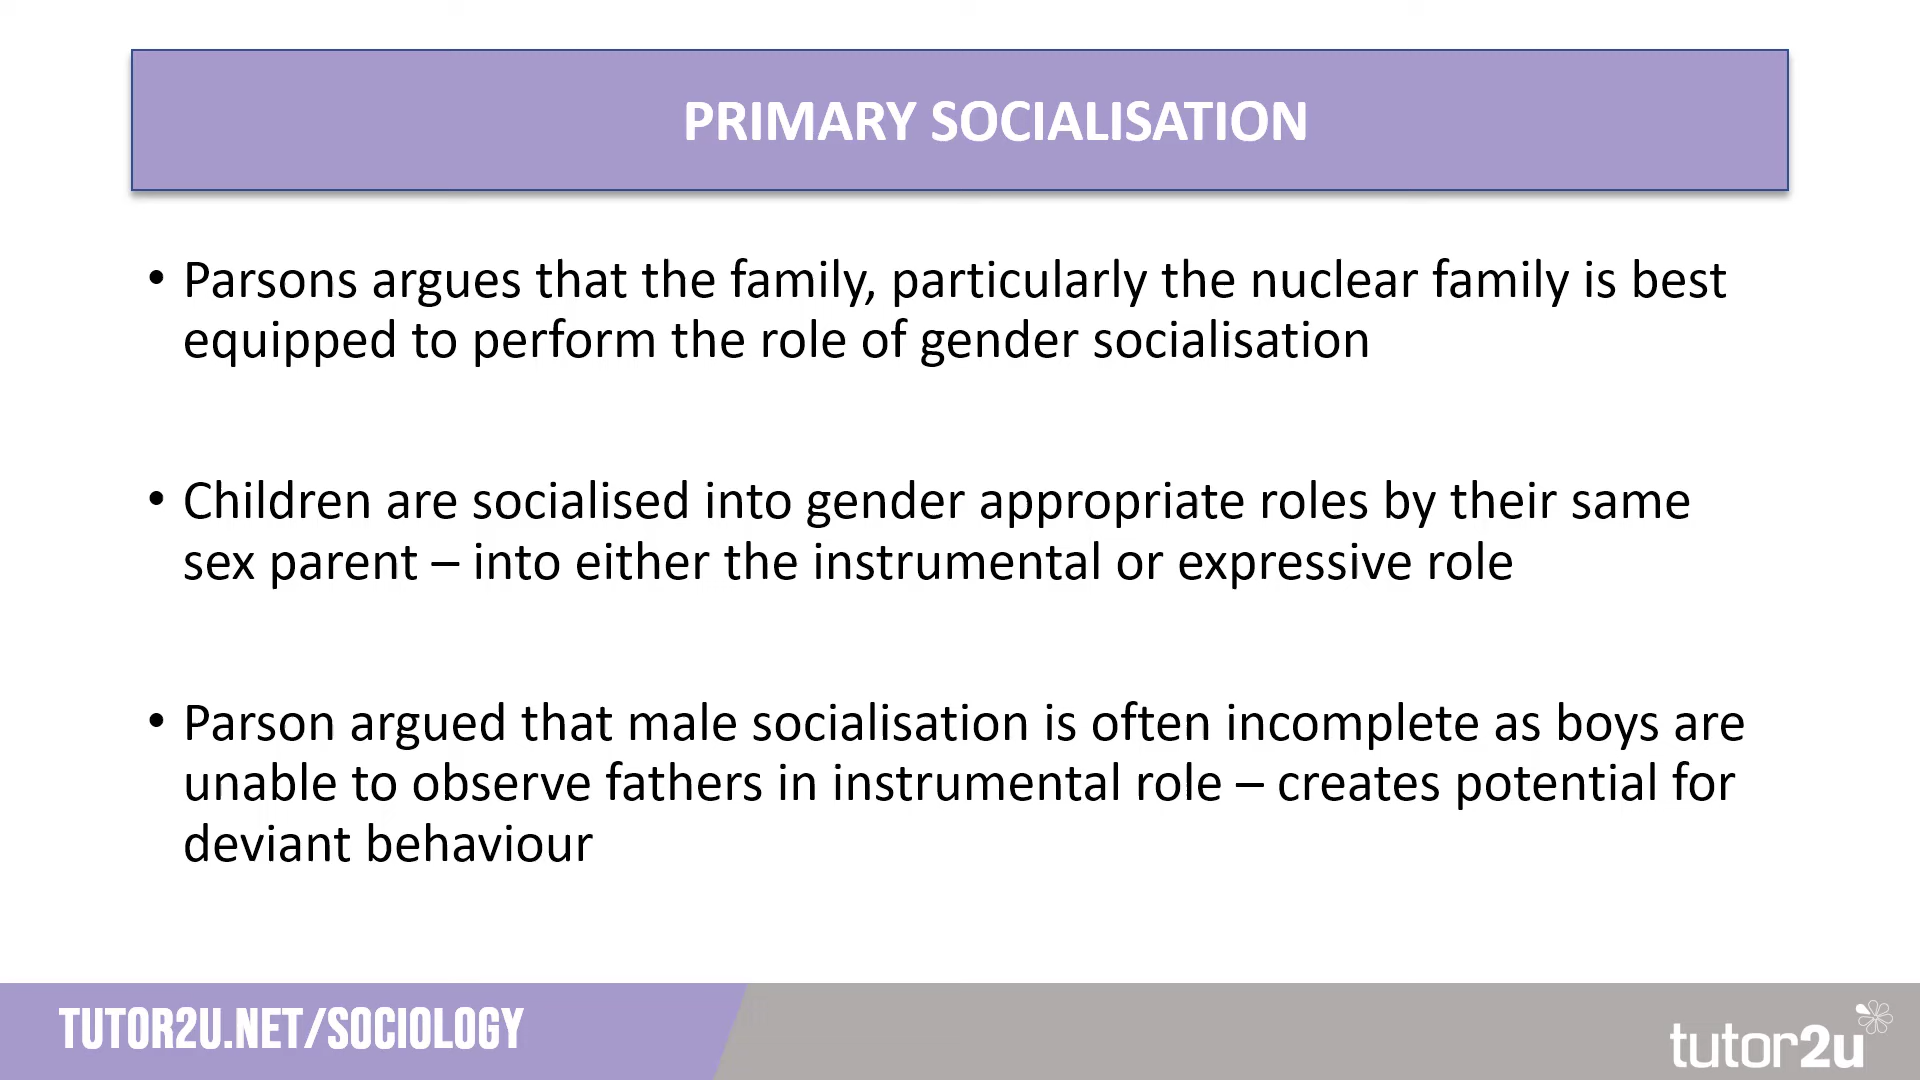 PRIMARY SOCIALISATION
• Parsons argues that the family, particularly the nuclear family is best
equipped to perform the role of gender socialisation
• Children are socialised into gender appropriate roles by their same
sex parent – into either the instrumental or expressive role
• Parson argued that male socialisation is often incomplete as boys are
unable to observe fathers in instrumental role – creates potential for
deviant behaviour
TUTOR2U.NET/SOCIOLOGY
tutor2u